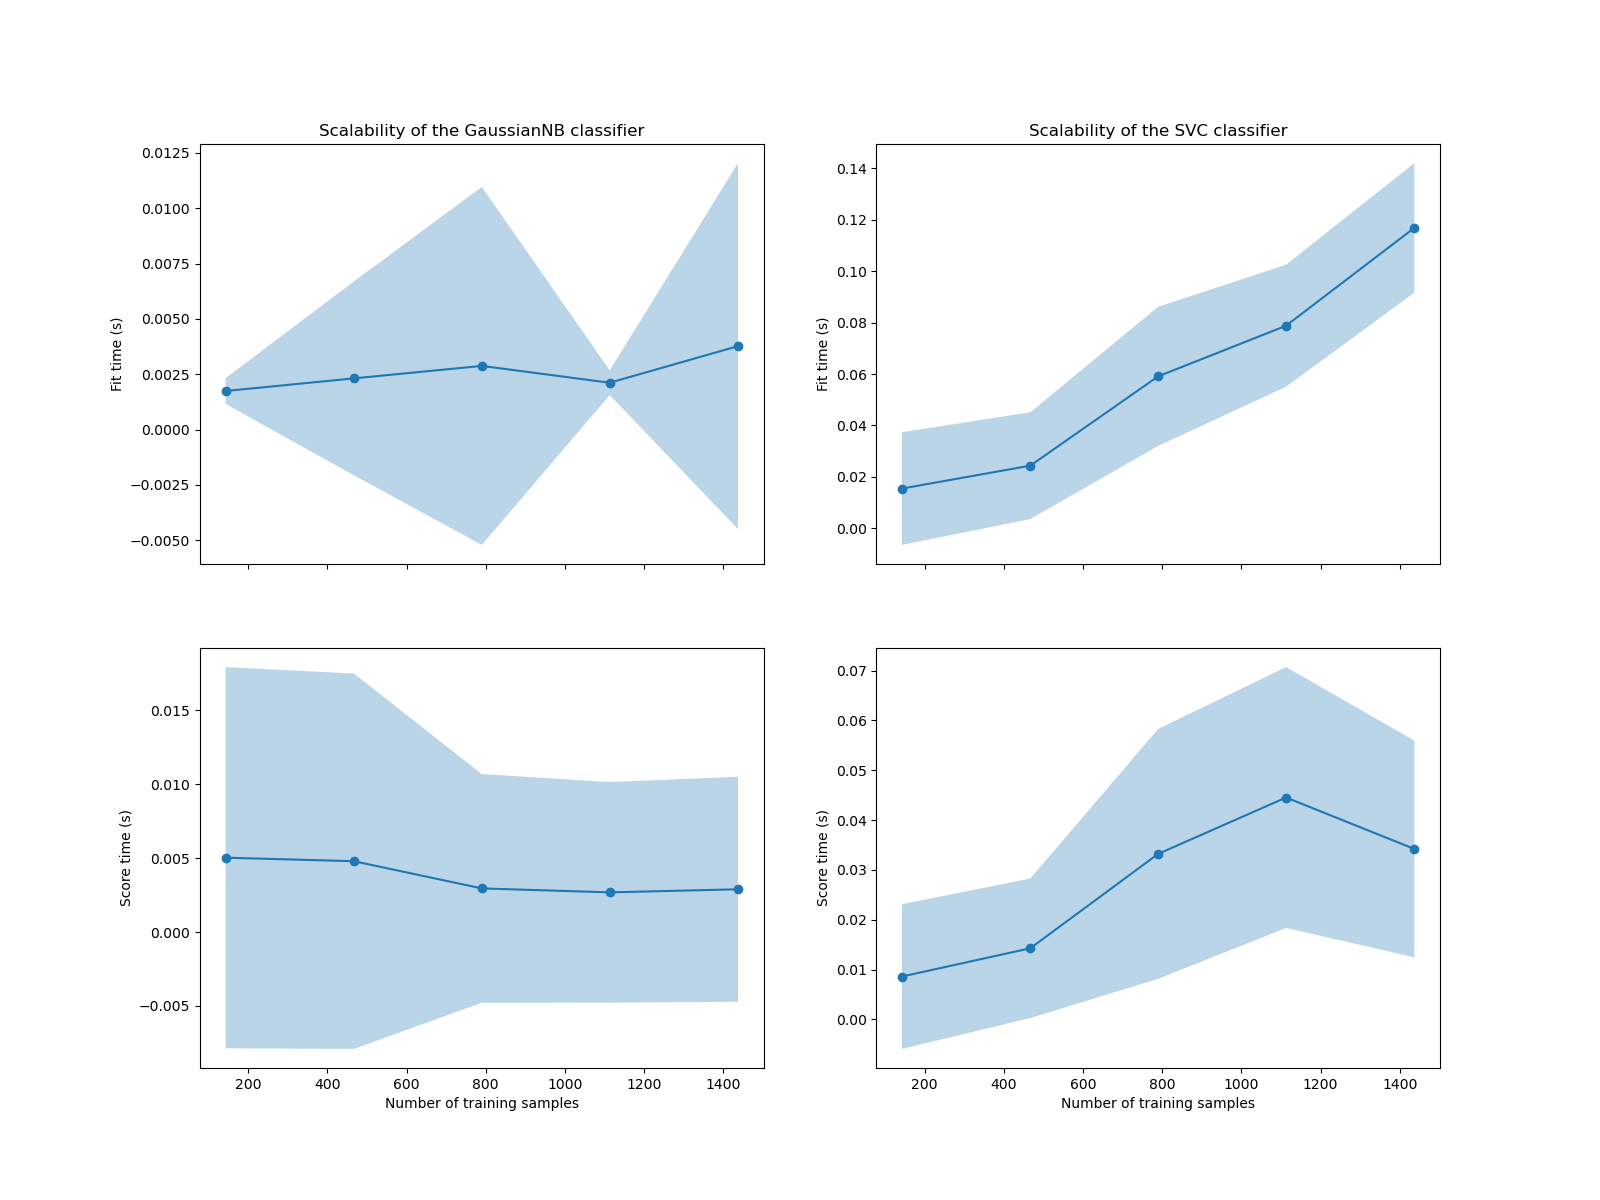 Scalability of the GaussianNB classifier
Fit time (s)
0.0125
0.0100
0.0075
0.0050
0.0025
0.0000
−0.0025
−0.0050
Scalability of the SVC classifier
Fit time (s)
0.14
0.12
0.10
0.08
0.06
0.04
0.02
0.00
Score time (s)
0.015
0.010
0.005
0.000
−0.005
200 400 600 800 1000 1200 1400
Number of training samples
Score time (s)
0.07
0.06
0.05
0.04
0.03
0.02
0.01
0.00
200 400 600 800 1000 1200 1400
Number of training samples